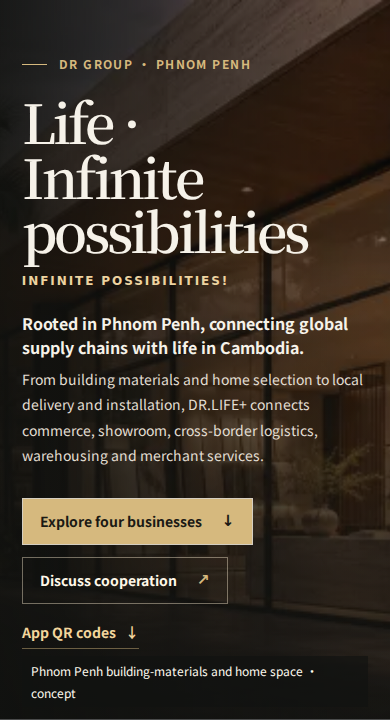 DR GROUP • PHNOM PENH
Life ·
Infinite
possibilities
INFINITE POSSIBILITIES!
Rooted in Phnom Penh, connecting global
supply chains with life in Cambodia.
From building materials and home selection to local
delivery and installation, DR.LIFE+ connects
commerce, showroom, cross-border logistics,
warehousing and merchant services.
Explore four businesses ↓
Discuss cooperation ↗
App QR codes ↓
Phnom Penh building-materials and home space •
concept